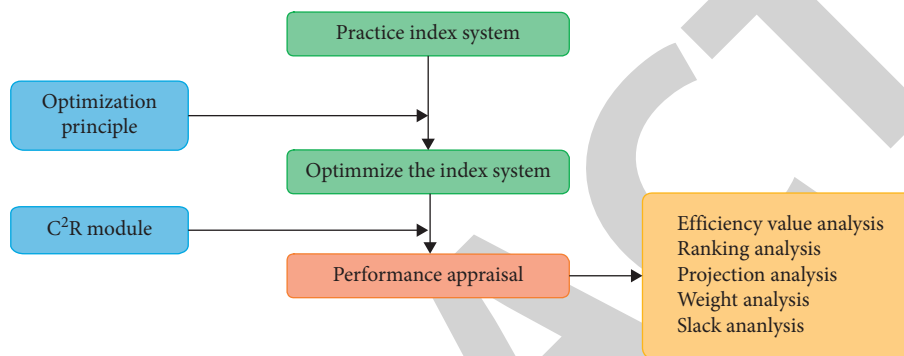 Practice index system
Optimization
principle
Optimmize the index system
C²R module
Performance appraisal
Efficiency value analysis
Ranking analysis
Projection analysis
Weight analysis
Slack ananlysis